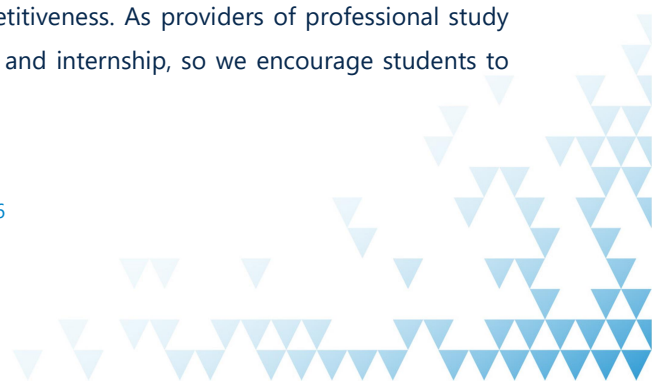 etitiveness. As providers of professional study
and internship, so we encourage students to